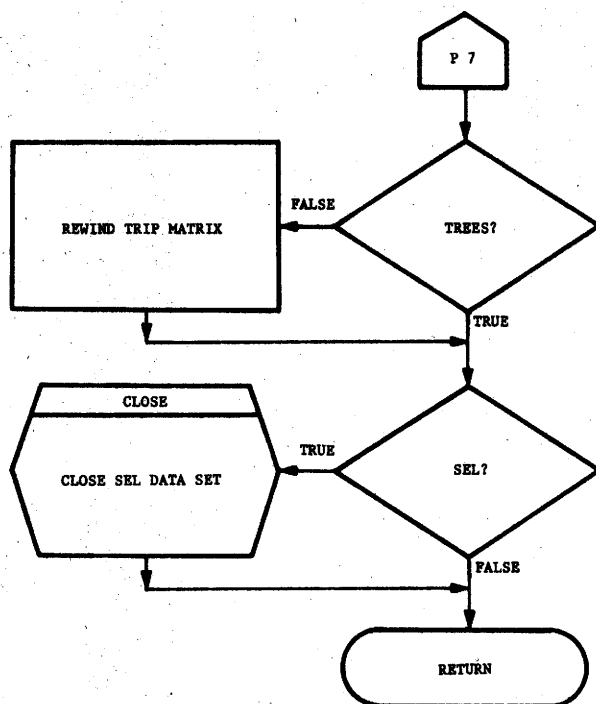 P 7
TREES?
FALSE
REWIND TRIP MATRIX
TRUE
SEL?
TRUE
CLOSE
CLOSE SEL DATA SET
FALSE
RETURN